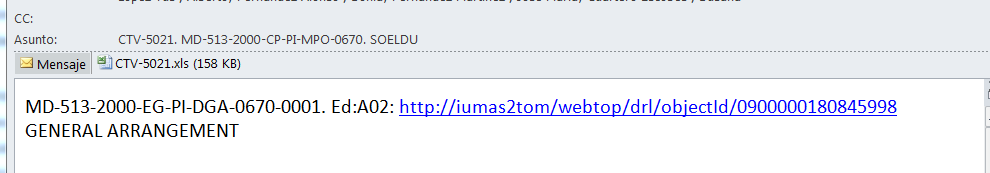 CC:
Asunto: CTV-5021. MD-513-2000-CP-PI-MPO-0670. SOELDU
Mensaje CTV-5021.xls (158 KB)
MD-513-2000-EG-PI-DGA-0670-0001. Ed:A02: http://iumas2tom/webtop/drl/objectId/0900000180845998
GENERAL ARRANGEMENT